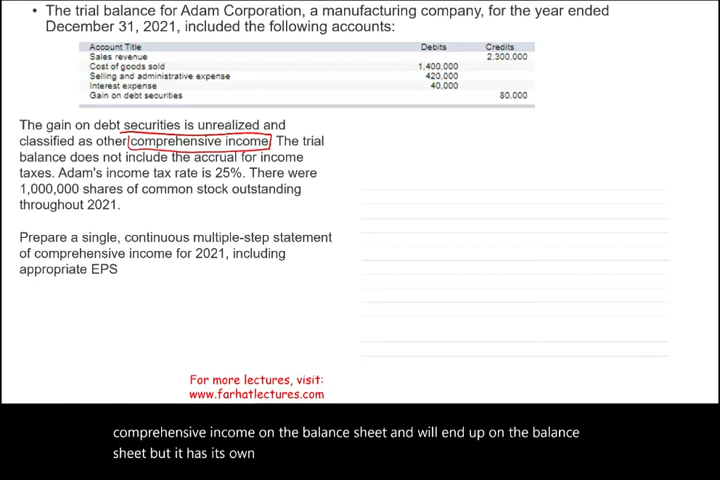 • The trial balance for Adam Corporation, a manufacturing company, for the year ended
December 31, 2021, included the following accounts:
Account Title Debits Credits
Sales revenue 2,300,000
Cost of goods sold 1,400,000
Selling and administrative expense 420,000
Interest expense 40,000
Gain on debt securities 80,000
The gain on debt securities is unrealized and
classified as other comprehensive income. The trial
balance does not include the accrual for income
taxes. Adam's income tax rate is 25%. There were
1,000,000 shares of common stock outstanding
throughout 2021.
Prepare a single, continuous multiple-step statement
of comprehensive income for 2021, including
appropriate EPS
For more lectures, visit:
www.farhatlectures.com
comprehensive income on the balance sheet and will end up on the balance
sheet but it has its own